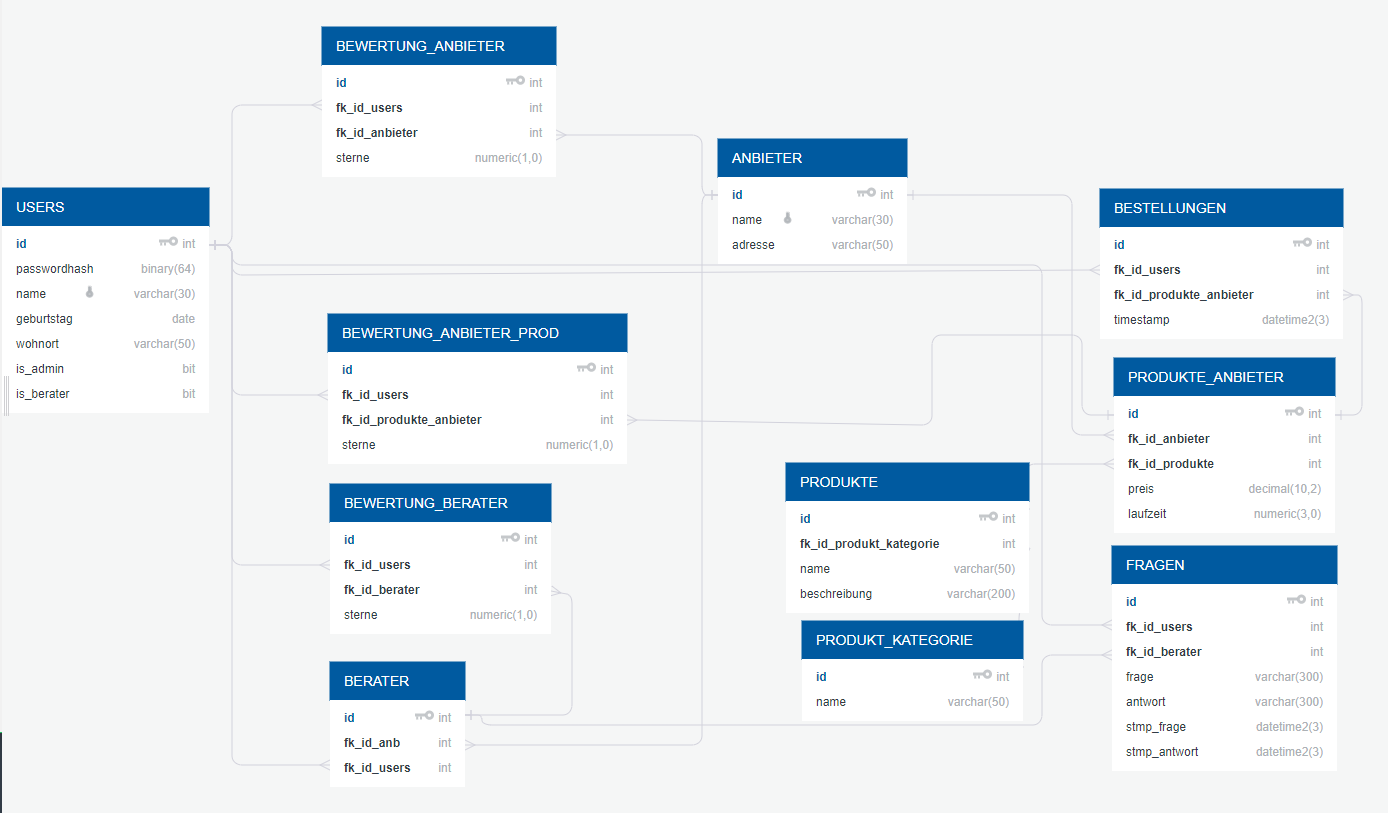 BEWERTUNG_ANBIETER
id int
fk_id_users int
fk_id_anbieter int
sterne numeric(1,0)
ANBIETER
id int
name varchar(30)
adresse varchar(50)
USERS
id int
passwordhash binary(64)
name varchar(30)
geburtstag date
wohnort varchar(50)
is_admin bit
is_berater bit
BESTELLUNGEN
id int
fk_id_users int
fk_id_produkte_anbieter int
timestamp datetime2(3)
BEWERTUNG_ANBIETER_PROD
id int
fk_id_users int
fk_id_produkte_anbieter int
sterne numeric(1,0)
PRODUKTE_ANBIETER
id int
fk_id_anbieter int
fk_id_produkte int
preis decimal(10,2)
laufzeit numeric(3,0)
PRODUKTE
id int
fk_id_produkt_kategorie int
name varchar(50)
beschreibung varchar(200)
BEWERTUNG_BERATER
id int
fk_id_users int
fk_id_berater int
sterne numeric(1,0)
FRAGEN
id int
fk_id_users int
fk_id_berater int
frage varchar(300)
antwort varchar(300)
stmp_frage datetime2(3)
stmp_antwort datetime2(3)
PRODUKT_KATEGORIE
id int
name varchar(50)
BERATER
id int
fk_id_anb int
fk_id_users int